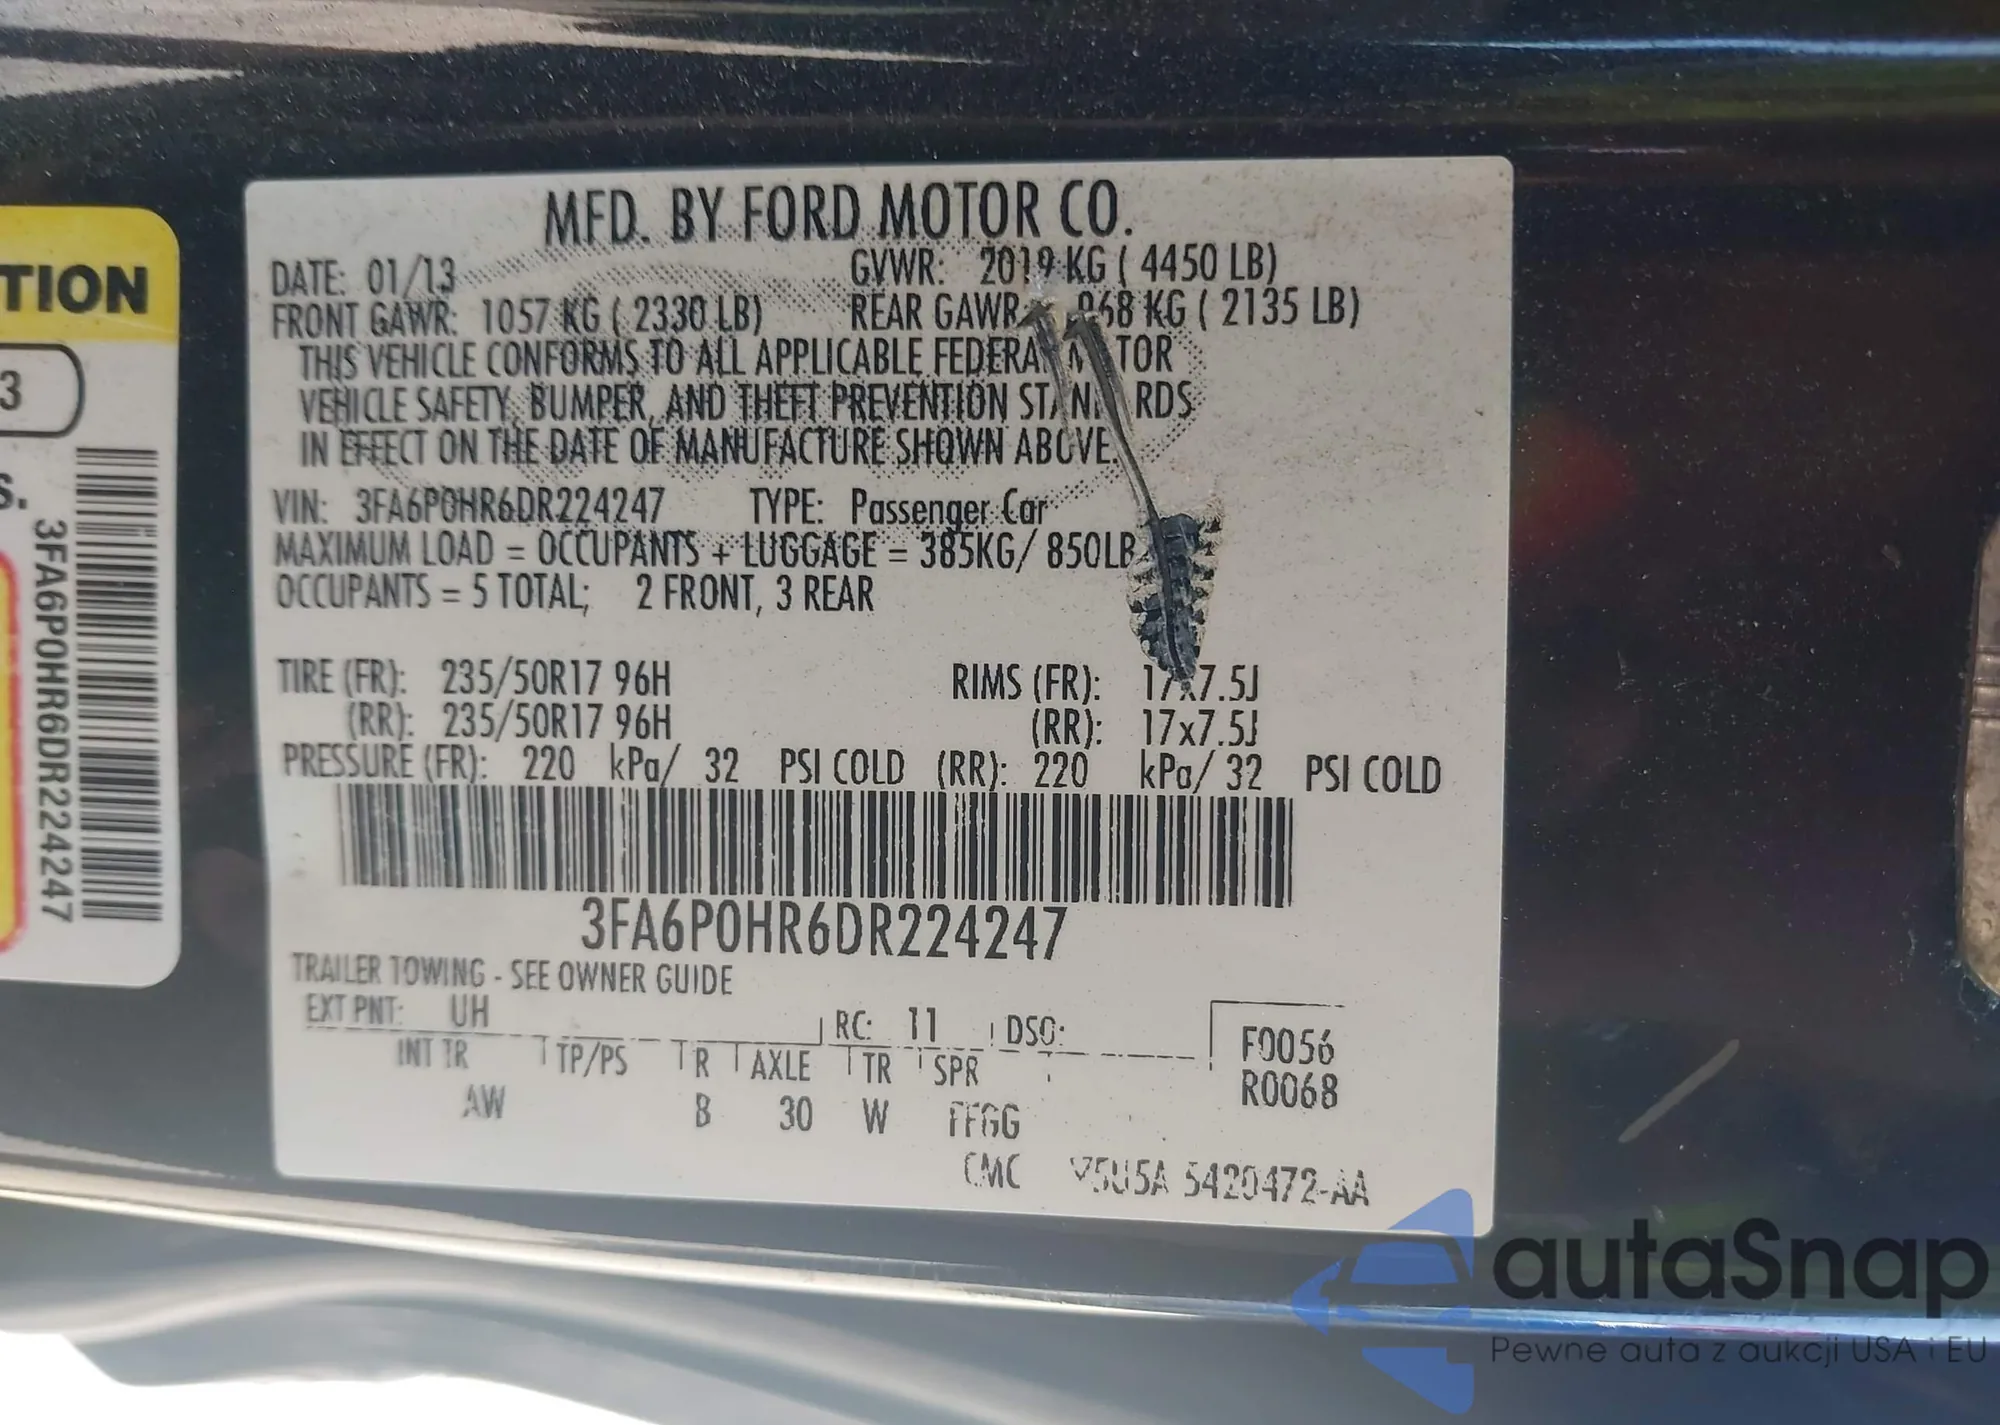 TION
3
S.
3FA6P0HR6DR224247
MFD. BY FORD MOTOR CO.
DATE: 01/13 GVWR: 2019 KG ( 4450 LB)
FRONT GAWR: 1057 KG ( 2330 LB) REAR GAWR: 968 KG ( 2135 LB)
THIS VEHICLE CONFORMS TO ALL APPLICABLE FEDERAL MOTOR
VEHICLE SAFETY, BUMPER, AND THEFT PREVENTION STANDARDS
IN EFFECT ON THE DATE OF MANUFACTURE SHOWN ABOVE.
VIN: 3FA6P0HR6DR224247 TYPE: Passenger Car
MAXIMUM LOAD = OCCUPANTS + LUGGAGE = 385KG/ 850LB
OCCUPANTS = 5 TOTAL; 2 FRONT, 3 REAR
TIRE (FR): 235/50R17 96H RIMS (FR): 17x7.5J
(RR): 235/50R17 96H (RR): 17x7.5J
PRESSURE (FR): 220 kPa/ 32 PSI COLD (RR): 220 kPa/ 32 PSI COLD
3FA6P0HR6DR224247
TRAILER TOWING - SEE OWNER GUIDE
EXT PNT: UH RC: 11 DSO:
F0056
INT TR TP/PS R AXLE TR SPR
R0068
AW B 30 W FFGG
CMC 5420472-AA
autaSnap
Pewne auta z aukcji USA i EU